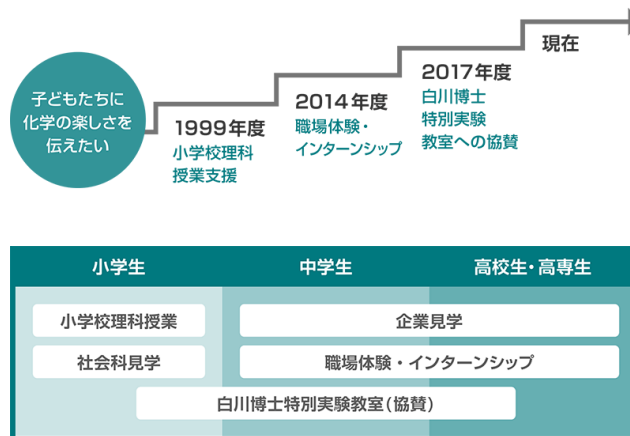 子どもたちに
化学の楽しさを
伝えたい
1999年度
小学校理科
授業支援
2014年度
職場体験・
インターンシップ
2017年度
白川博士
特別実験
教室への協賛
現在
小学生 中学生 高校生・高専生
小学校理科授業 企業見学
社会科見学 職場体験・インターンシップ
白川博士特別実験教室(協賛)